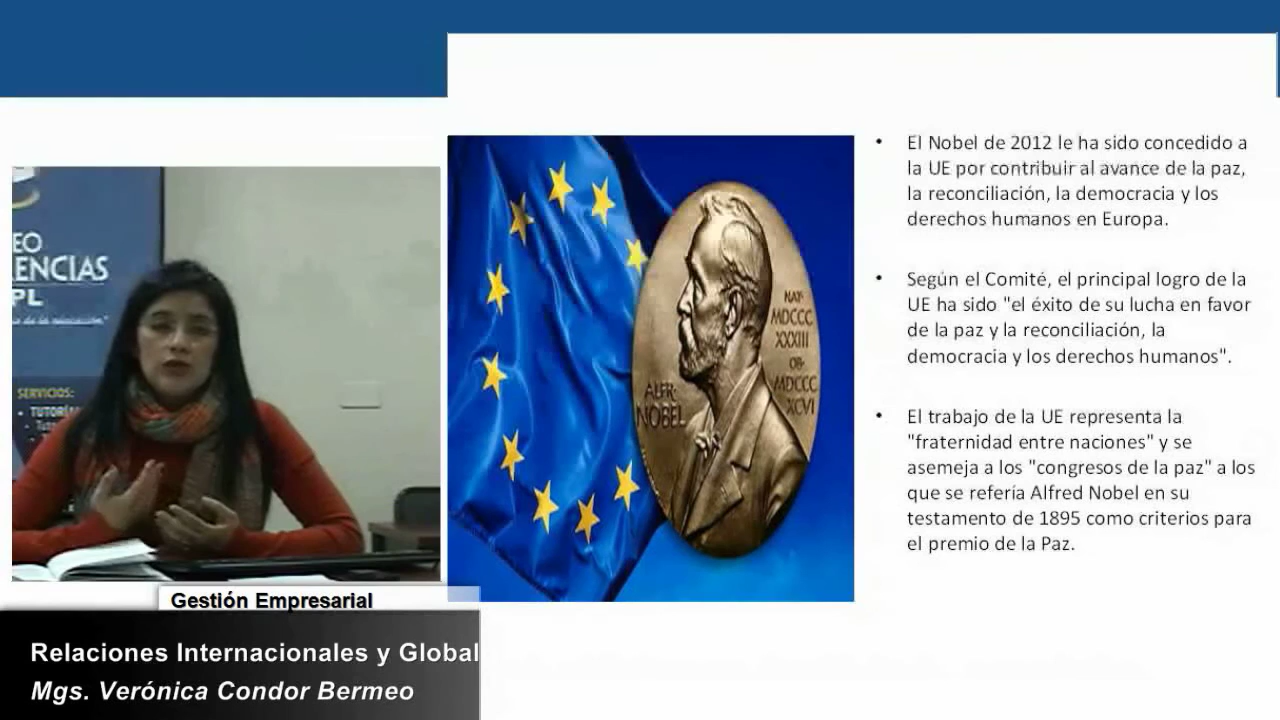 EO
LENCIAS
PL
SERVICIOS:
• TUTORÍA
Gestión Empresarial
Relaciones Internacionales y Global
Mgs. Verónica Condor Bermeo
NAT-
MDCCC
XXXIII
OB-
MDCCC
XCVI
ALFR-
NOBEL
• El Nobel de 2012 le ha sido concedido a
la UE por contribuir al avance de la paz,
la reconciliación, la democracia y los
derechos humanos en Europa.
• Según el Comité, el principal logro de la
UE ha sido "el éxito de su lucha en favor
de la paz y la reconciliación, la
democracia y los derechos humanos".
• El trabajo de la UE representa la
"fraternidad entre naciones" y se
asemeja a los "congresos de la paz" a los
que se refería Alfred Nobel en su
testamento de 1895 como criterios para
el premio de la Paz.